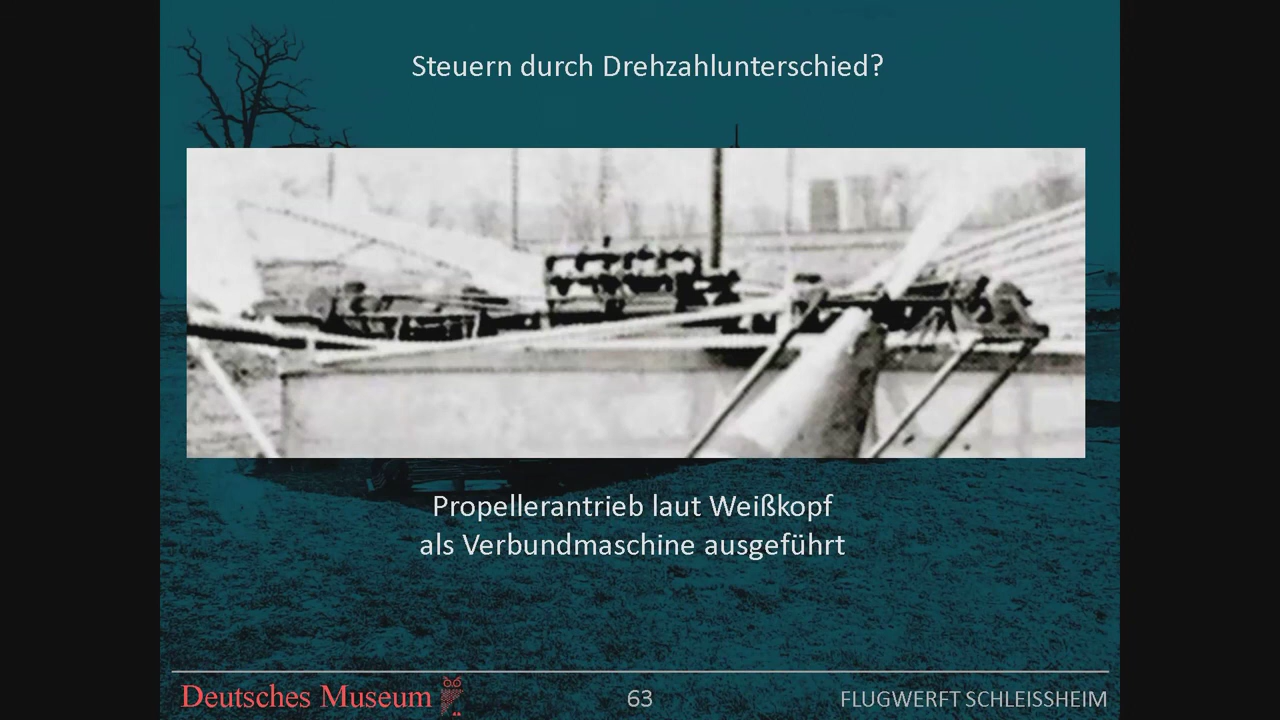 Steuern durch Drehzahlunterschied?
Propellerantrieb laut Weißkopf
als Verbundmaschine ausgeführt
Deutsches Museum
63
FLUGWERFT SCHLEISSHEIM